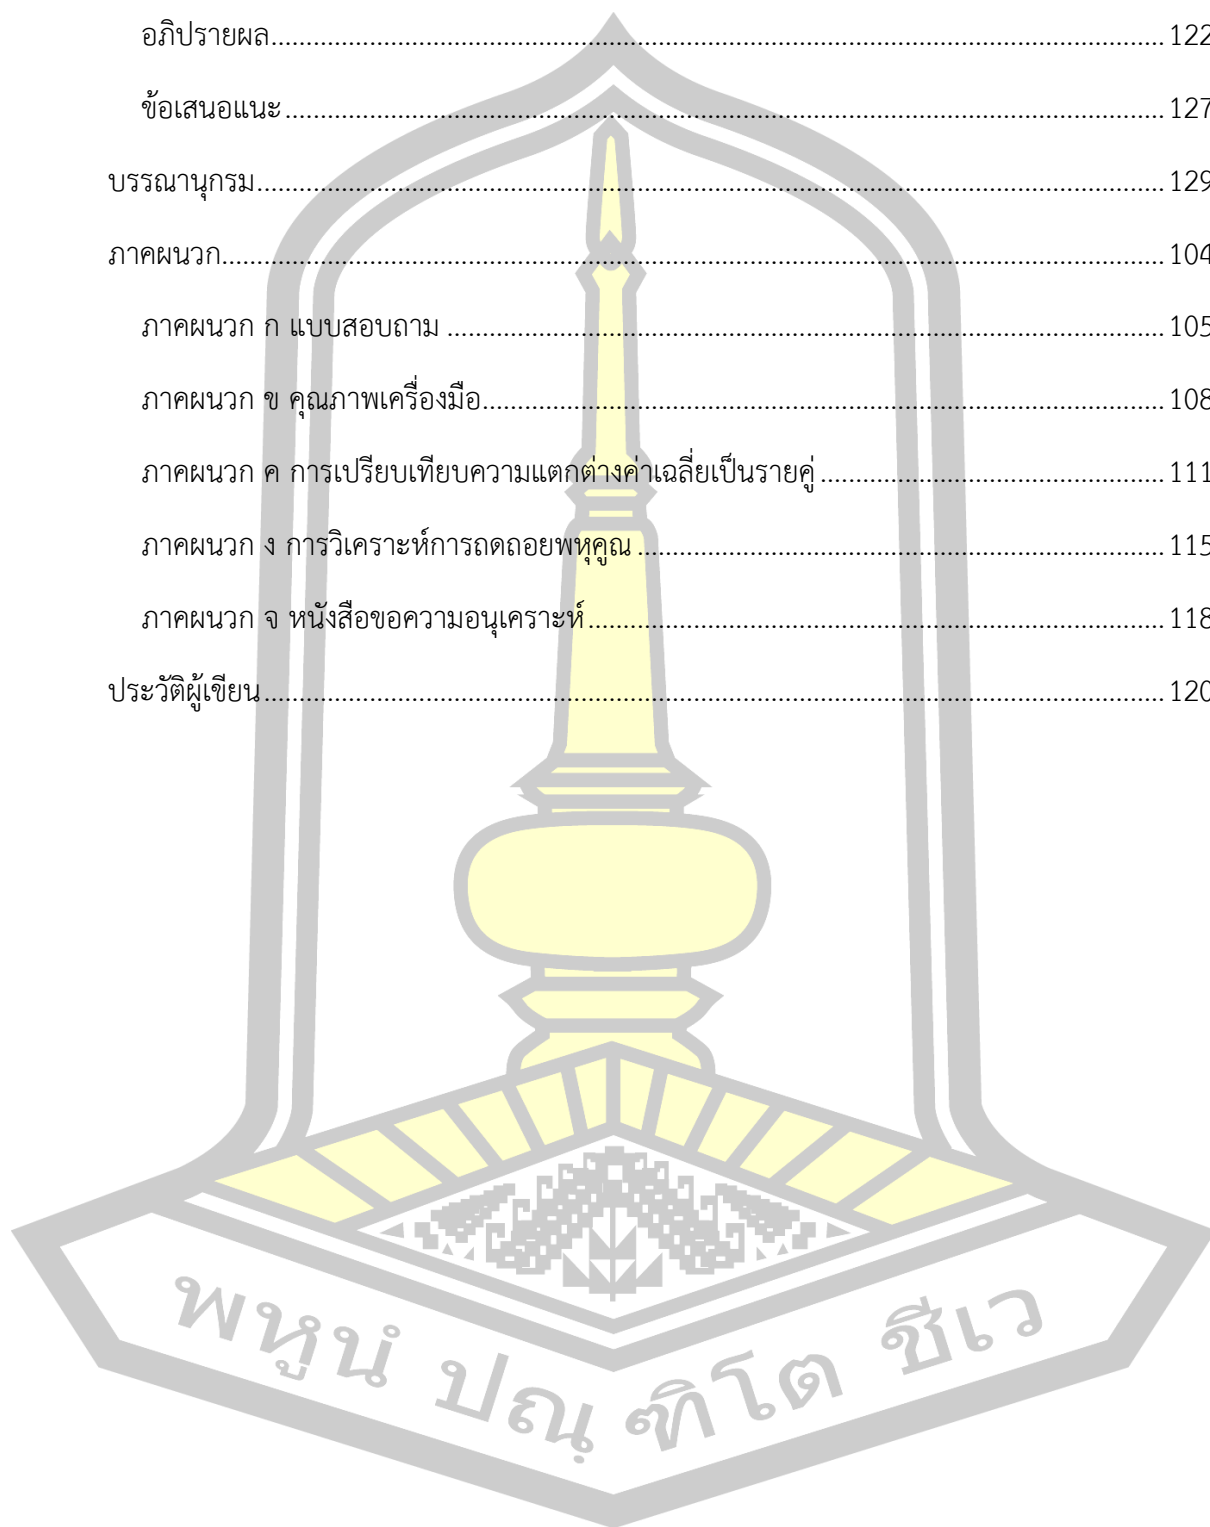 อภิปรายผล........................................................................................................................ 122
ข้อเสนอแนะ...................................................................................................................... 127
บรรณานุกรม......................................................................................................................... 129
ภาคผนวก............................................................................................................................. 104
ภาคผนวก ก แบบสอบถาม ................................................................................................ 105
ภาคผนวก ข คุณภาพเครื่องมือ........................................................................................... 108
ภาคผนวก ค การเปรียบเทียบความแตกต่างค่าเฉลี่ยเป็นรายคู่ .............................................. 111
ภาคผนวก ง การวิเคราะห์การถดถอยพหุคูณ ....................................................................... 115
ภาคผนวก จ หนังสือขอความอนุเคราะห์............................................................................. 118
ประวัติผู้เขียน........................................................................................................................ 120
พหูนํ ปณฺฑิโต ชีเว